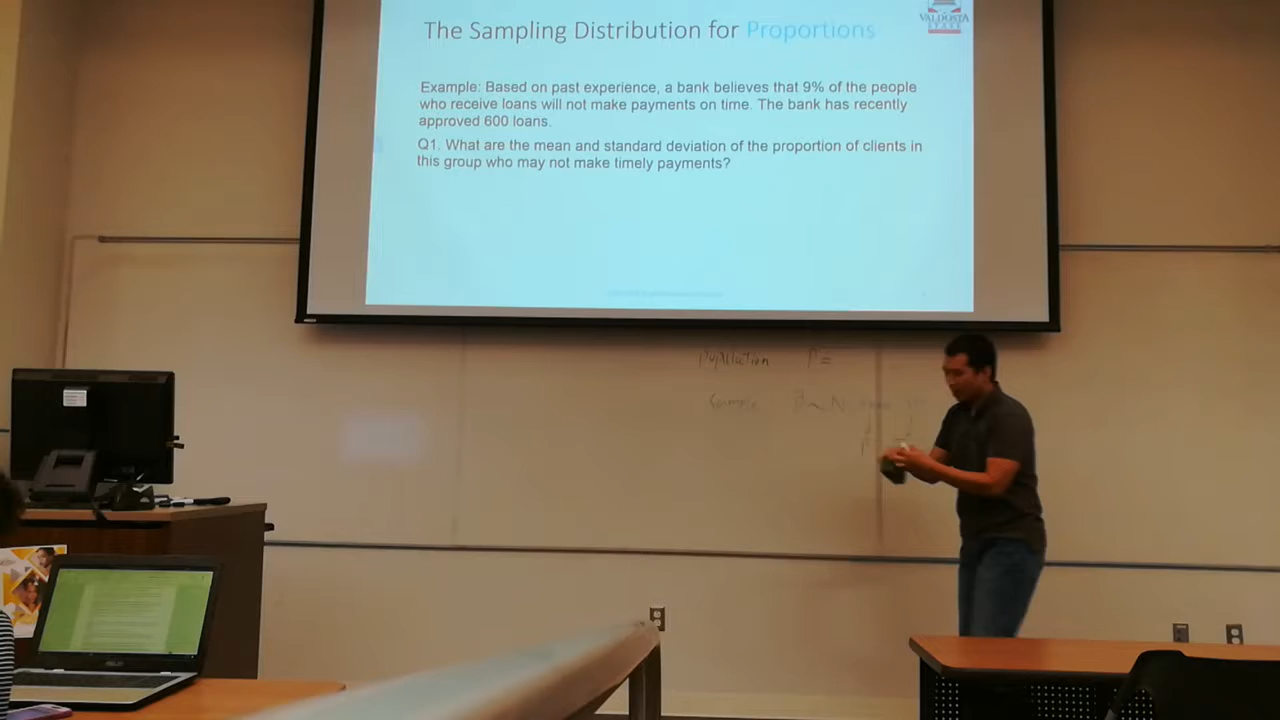 The Sampling Distribution for Proportions
VALDOSTA
STATE
Example: Based on past experience, a bank believes that 9% of the people
who receive loans will not make payments on time. The bank has recently
approved 600 loans.
Q1. What are the mean and standard deviation of the proportion of clients in
this group who may not make timely payments?
Population P=
Sample
ASUS